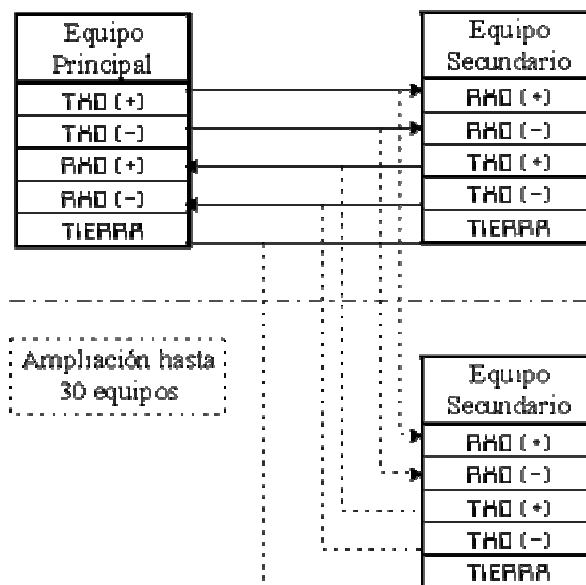 Equipo
Principal
TXD (+)
TXD (-)
RXD (+)
RXD (-)
TIERRA
Equipo
Secundario
RXD (+)
RXD (-)
TXD (+)
TXD (-)
TIERRA
Ampliación hasta
30 equipos
Equipo
Secundario
RXD (+)
RXD (-)
TXD (+)
TXD (-)
TIERRA